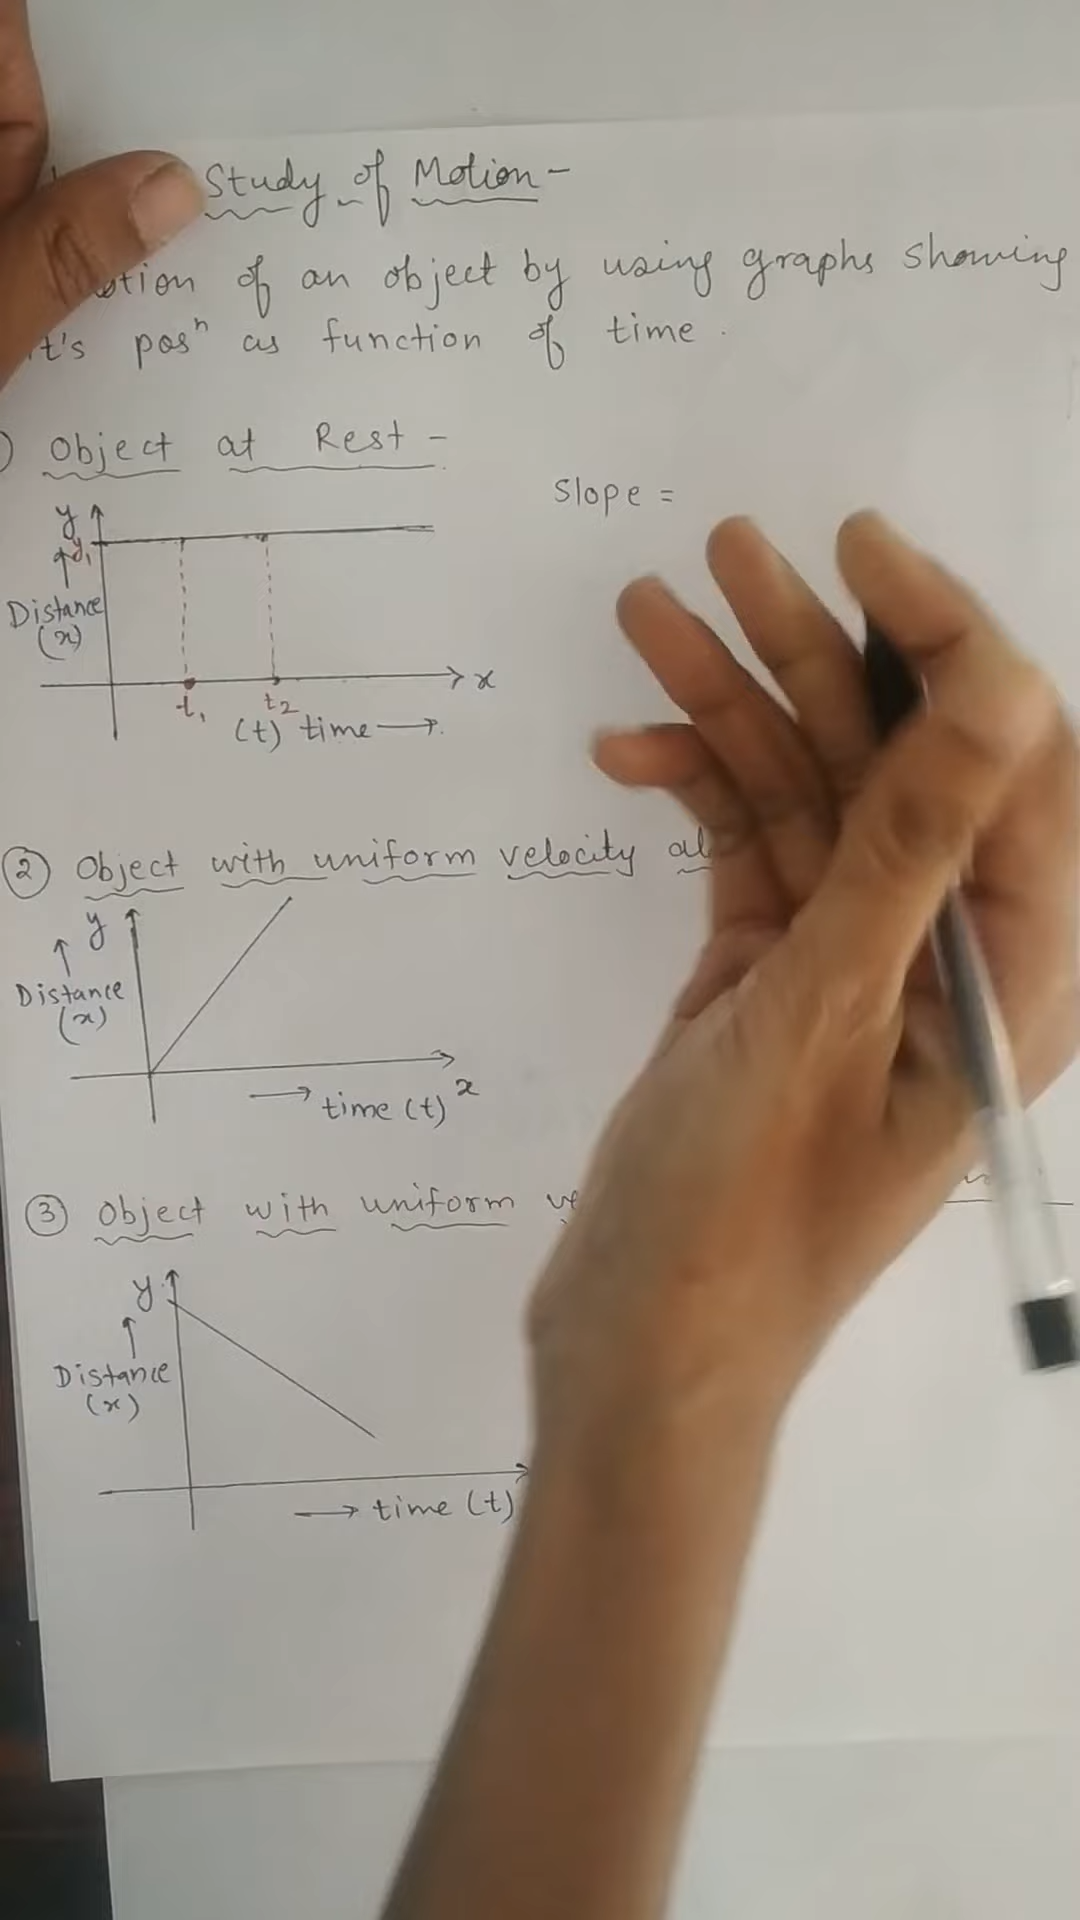 Study of Motion -
of an object by using graphs showing
posⁿ as function of time.
Object at Rest -
Slope =
y
y₁
Distance
(x)
x
t₁ t₂
(t) time
② Object with uniform velocity
y
Distance
(x)
time (t) x
③ Object with uniform
y
Distance
(x)
time (t)